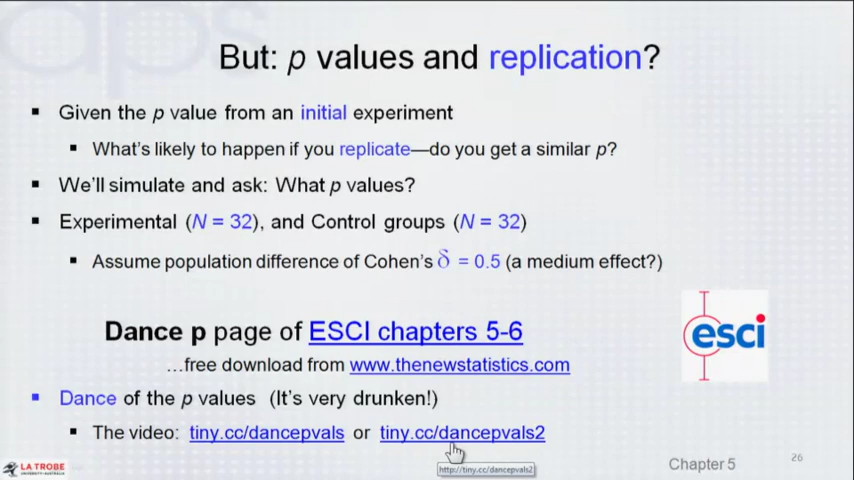 aps
But: p values and replication?
▪ Given the p value from an initial experiment
▪ What's likely to happen if you replicate—do you get a similar p?
▪ We'll simulate and ask: What p values?
▪ Experimental (N = 32), and Control groups (N = 32)
▪ Assume population difference of Cohen's δ = 0.5 (a medium effect?)
Dance p page of ESCI chapters 5-6
esci
…free download from www.thenewstatistics.com
▪ Dance of the p values (It's very drunken!)
▪ The video: tiny.cc/dancepvals or tiny.cc/dancepvals2
http://tiny.cc/dancepvals2
LA TROBE
UNIVERSITY • AUSTRALIA
Chapter 5
26